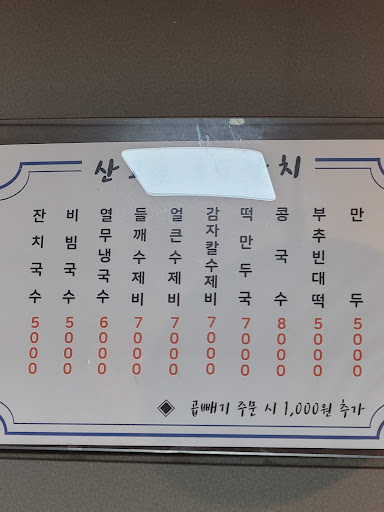 산 치
잔치국수 5000
비빔국수 5000
열무냉국수 6000
들깨수제비 7000
얼큰수제비 7000
감자칼수제비 7000
떡만두국 7000
콩국수 8000
부추빈대떡 5000
만두 5000
◈ 곱빼기 주문 시 1,000원 추가